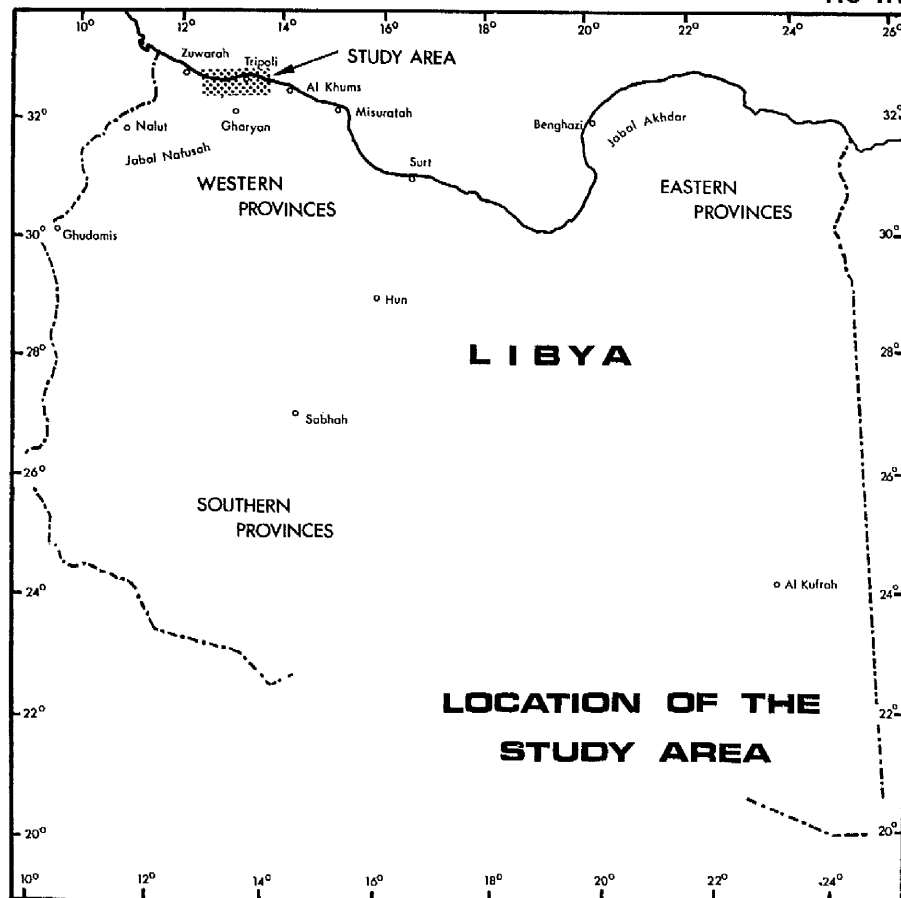 10° 12° 14° 16° 18° 20° 22° 24° 26°
Zuwarah
Tripoli
STUDY AREA
Al Khums
32° 32°
Misuratah
Nalut
Gharyan
Benghazi
Jabal Akhdar
Jabal Nafusah
Surt
WESTERN
PROVINCES
EASTERN
PROVINCES
30° 30°
Ghudamis
Hun
28° 28°
LIBYA
Sabhah
26° 26°
SOUTHERN
PROVINCES
24° 24°
Al Kufrah
22° 22°
LOCATION OF THE
STUDY AREA
20° 20°
10° 12° 14° 16° 18° 20° 22° 24°